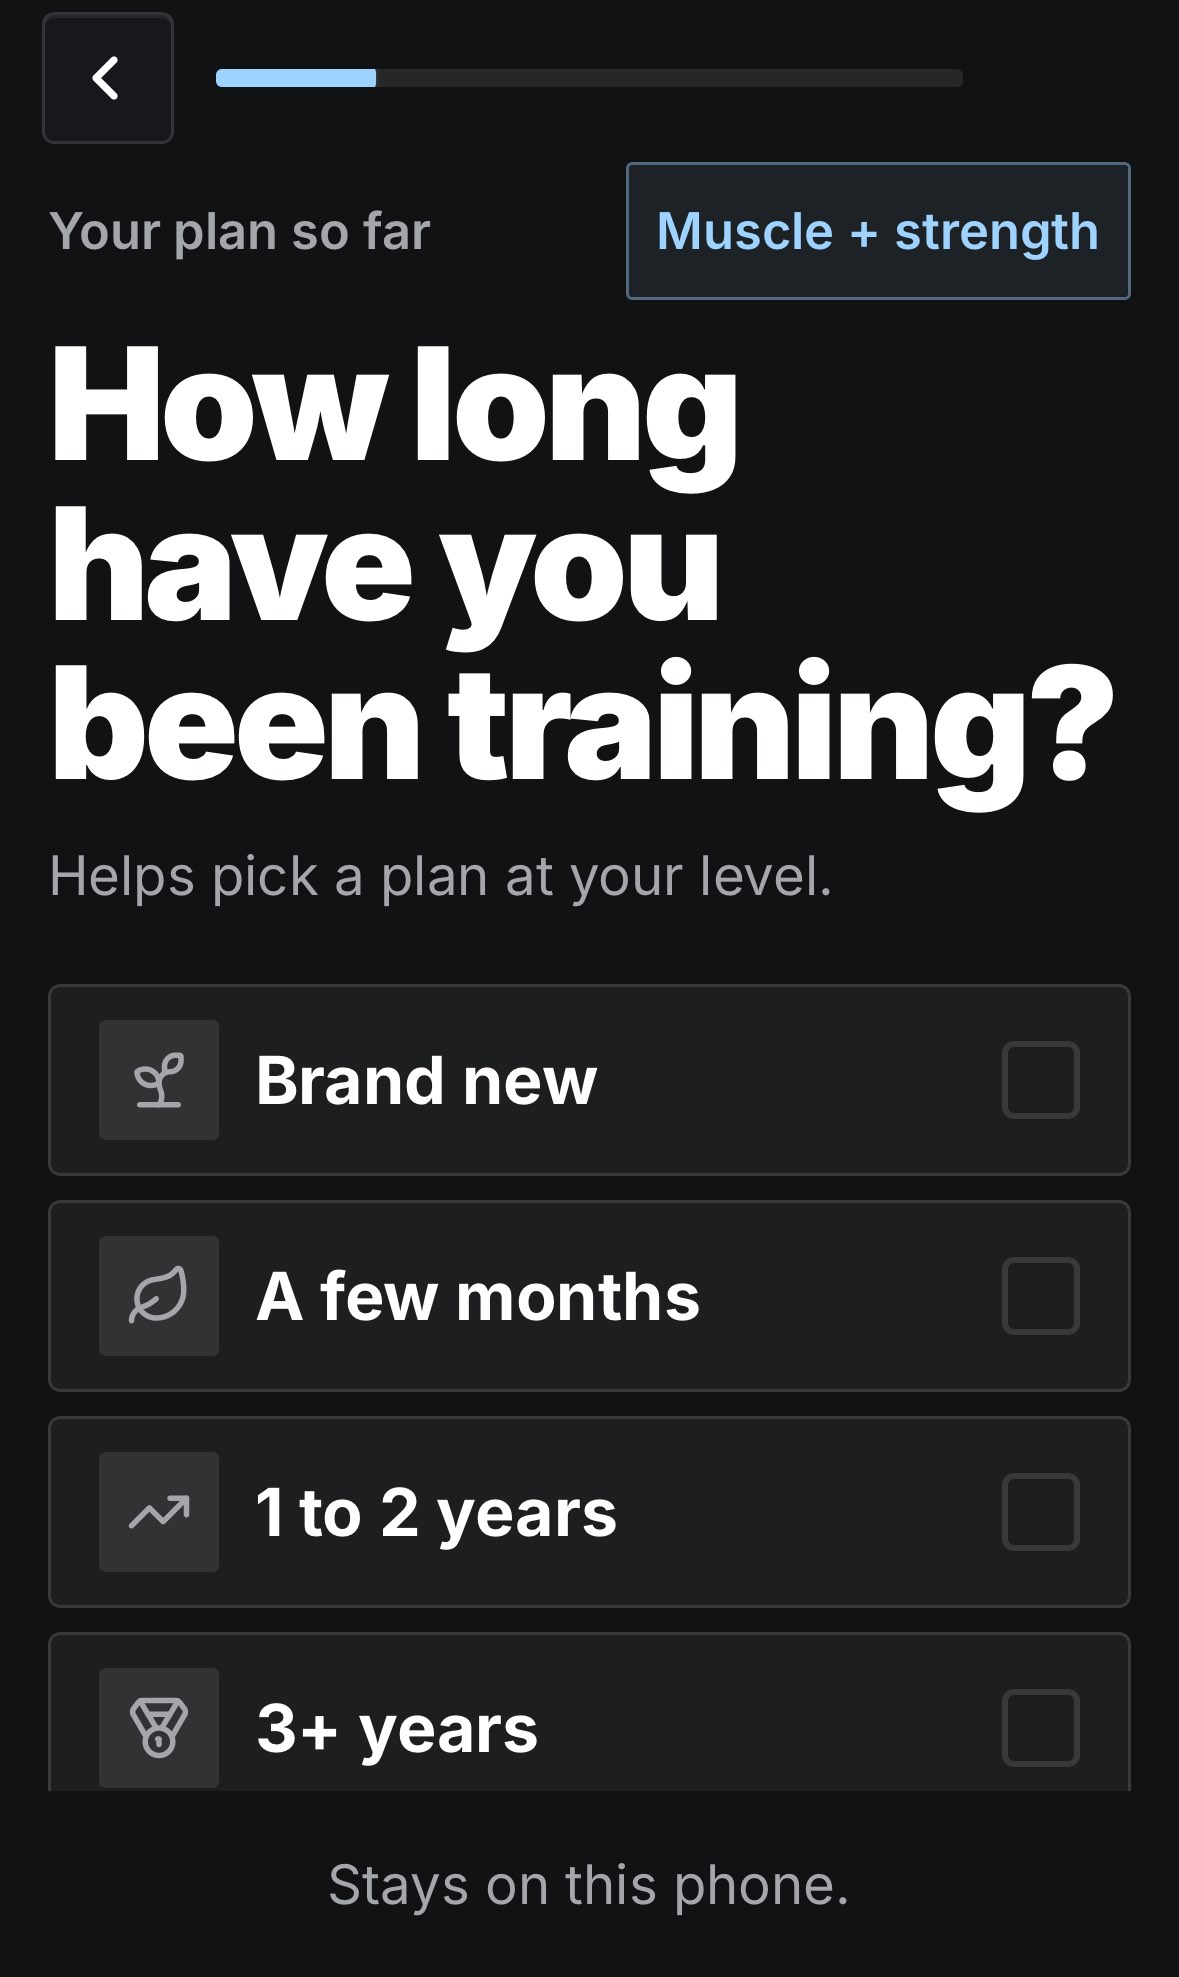 Your plan so far
Muscle + strength
How long
have you
been training?
Helps pick a plan at your level.
Brand new
A few months
1 to 2 years
3+ years
Stays on this phone.